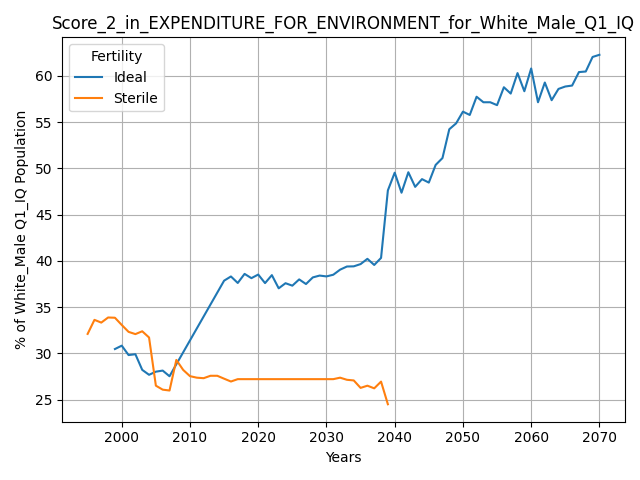 Score_2_in_EXPENDITURE_FOR_ENVIRONMENT_for_White_Male_Q1_IQ
Fertility
Ideal
Sterile
% of White_Male Q1_IQ Population
60
55
50
45
40
35
30
25
2000 2010 2020 2030 2040 2050 2060 2070
Years